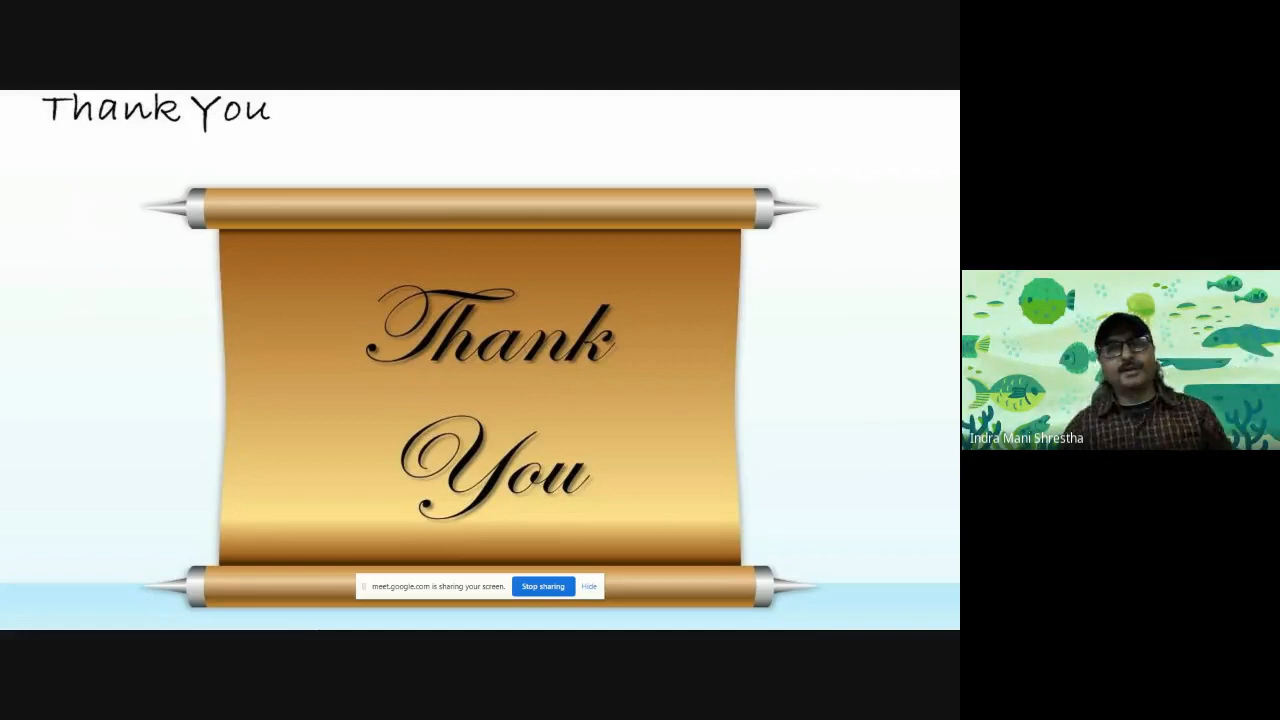 Thank You
Thank
You
meet.google.com is sharing your screen. Stop sharing Hide
Indra Mani Shrestha